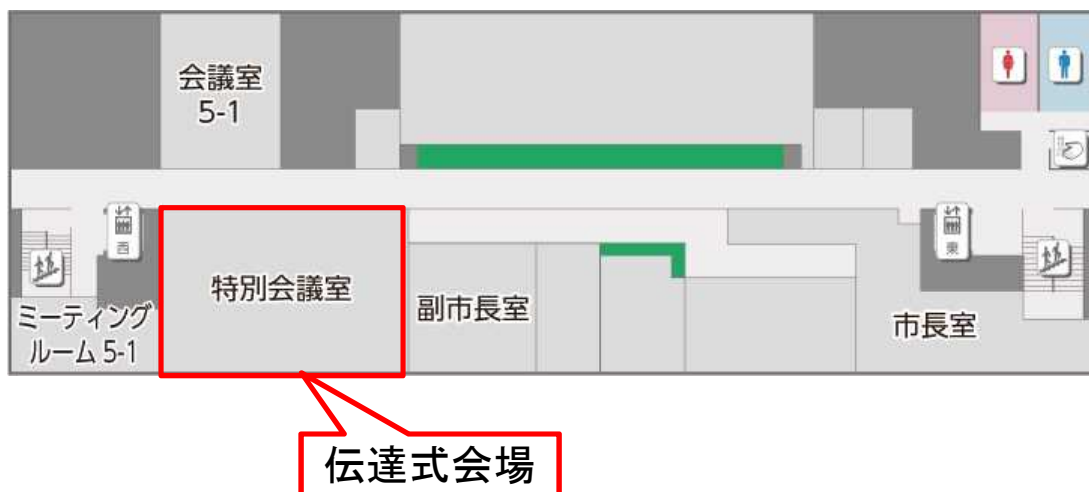 会議室
5-1
西
東
特別会議室
副市長室
市長室
ミーティング
ルーム 5-1
伝達式会場